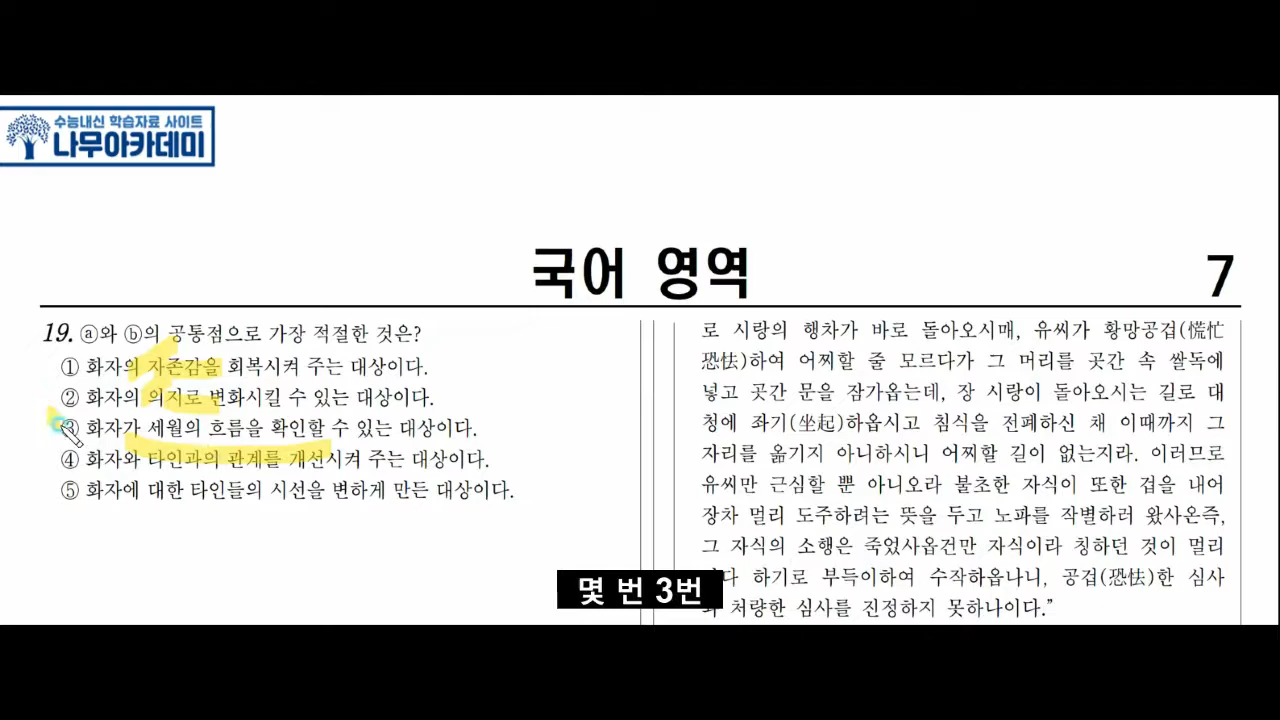 수능내신 학습자료 사이트
나무아카데미
국어 영역
7
19. ⓐ와 ⓑ의 공통점으로 가장 적절한 것은?
① 화자의 자존감을 회복시켜 주는 대상이다.
② 화자의 의지로 변화시킬 수 있는 대상이다.
③ 화자가 세월의 흐름을 확인할 수 있는 대상이다.
④ 화자와 타인과의 관계를 개선시켜 주는 대상이다.
⑤ 화자에 대한 타인들의 시선을 변하게 만든 대상이다.
로 시랑의 행차가 바로 돌아오시매, 유씨가 황망공겁(慌忙
恐怯)하여 어찌할 줄 모르다가 그 머리를 곳간 속 쌀독에
넣고 곳간 문을 잠가옵는데, 장 시랑이 돌아오시는 길로 대
청에 좌기(坐起)하옵시고 침식을 전폐하신 채 이때까지 그
자리를 옮기지 아니하시니 어찌할 길이 없는지라. 이러므로
유씨만 근심할 뿐 아니오라 불초한 자식이 또한 겁을 내어
장차 멀리 도주하려는 뜻을 두고 노파를 작별하러 왔사온즉,
그 자식의 소행은 죽었사옵건만 자식이라 칭하던 것이 멀리
다 하기로 부득이하여 수작하옵나니, 공겁(恐怯)한 심사
처량한 심사를 진정하지 못하나이다.”
몇 번 3번